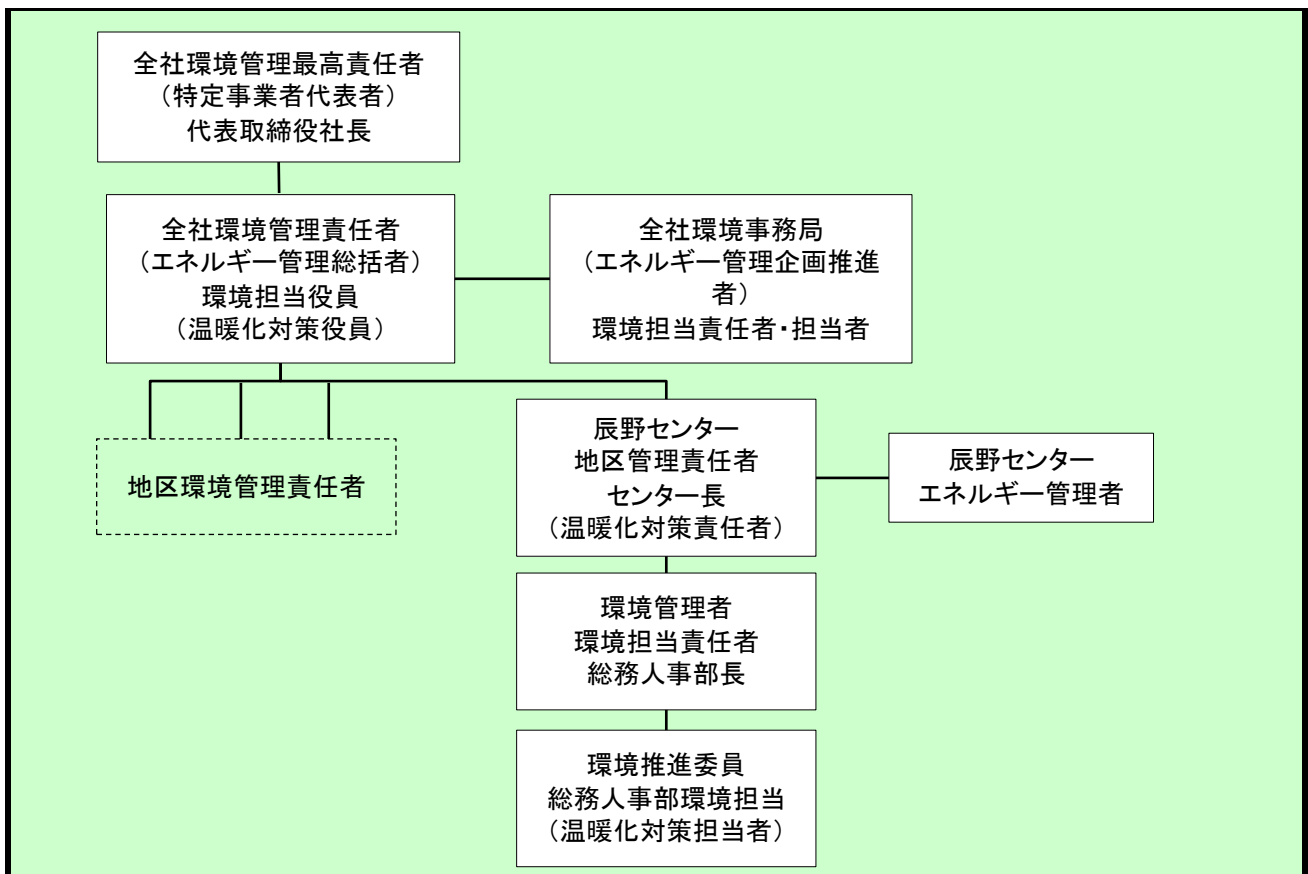 全社環境管理最高責任者
（特定事業者代表者）
代表取締役社長
全社環境管理責任者
（エネルギー管理総括者）
環境担当役員
（温暖化対策役員）
全社環境事務局
（エネルギー管理企画推進
者）
環境担当責任者・担当者
地区環境管理責任者
辰野センター
地区管理責任者
センター長
（温暖化対策責任者）
辰野センター
エネルギー管理者
環境管理者
環境担当責任者
総務人事部長
環境推進委員
総務人事部環境担当
（温暖化対策担当者）